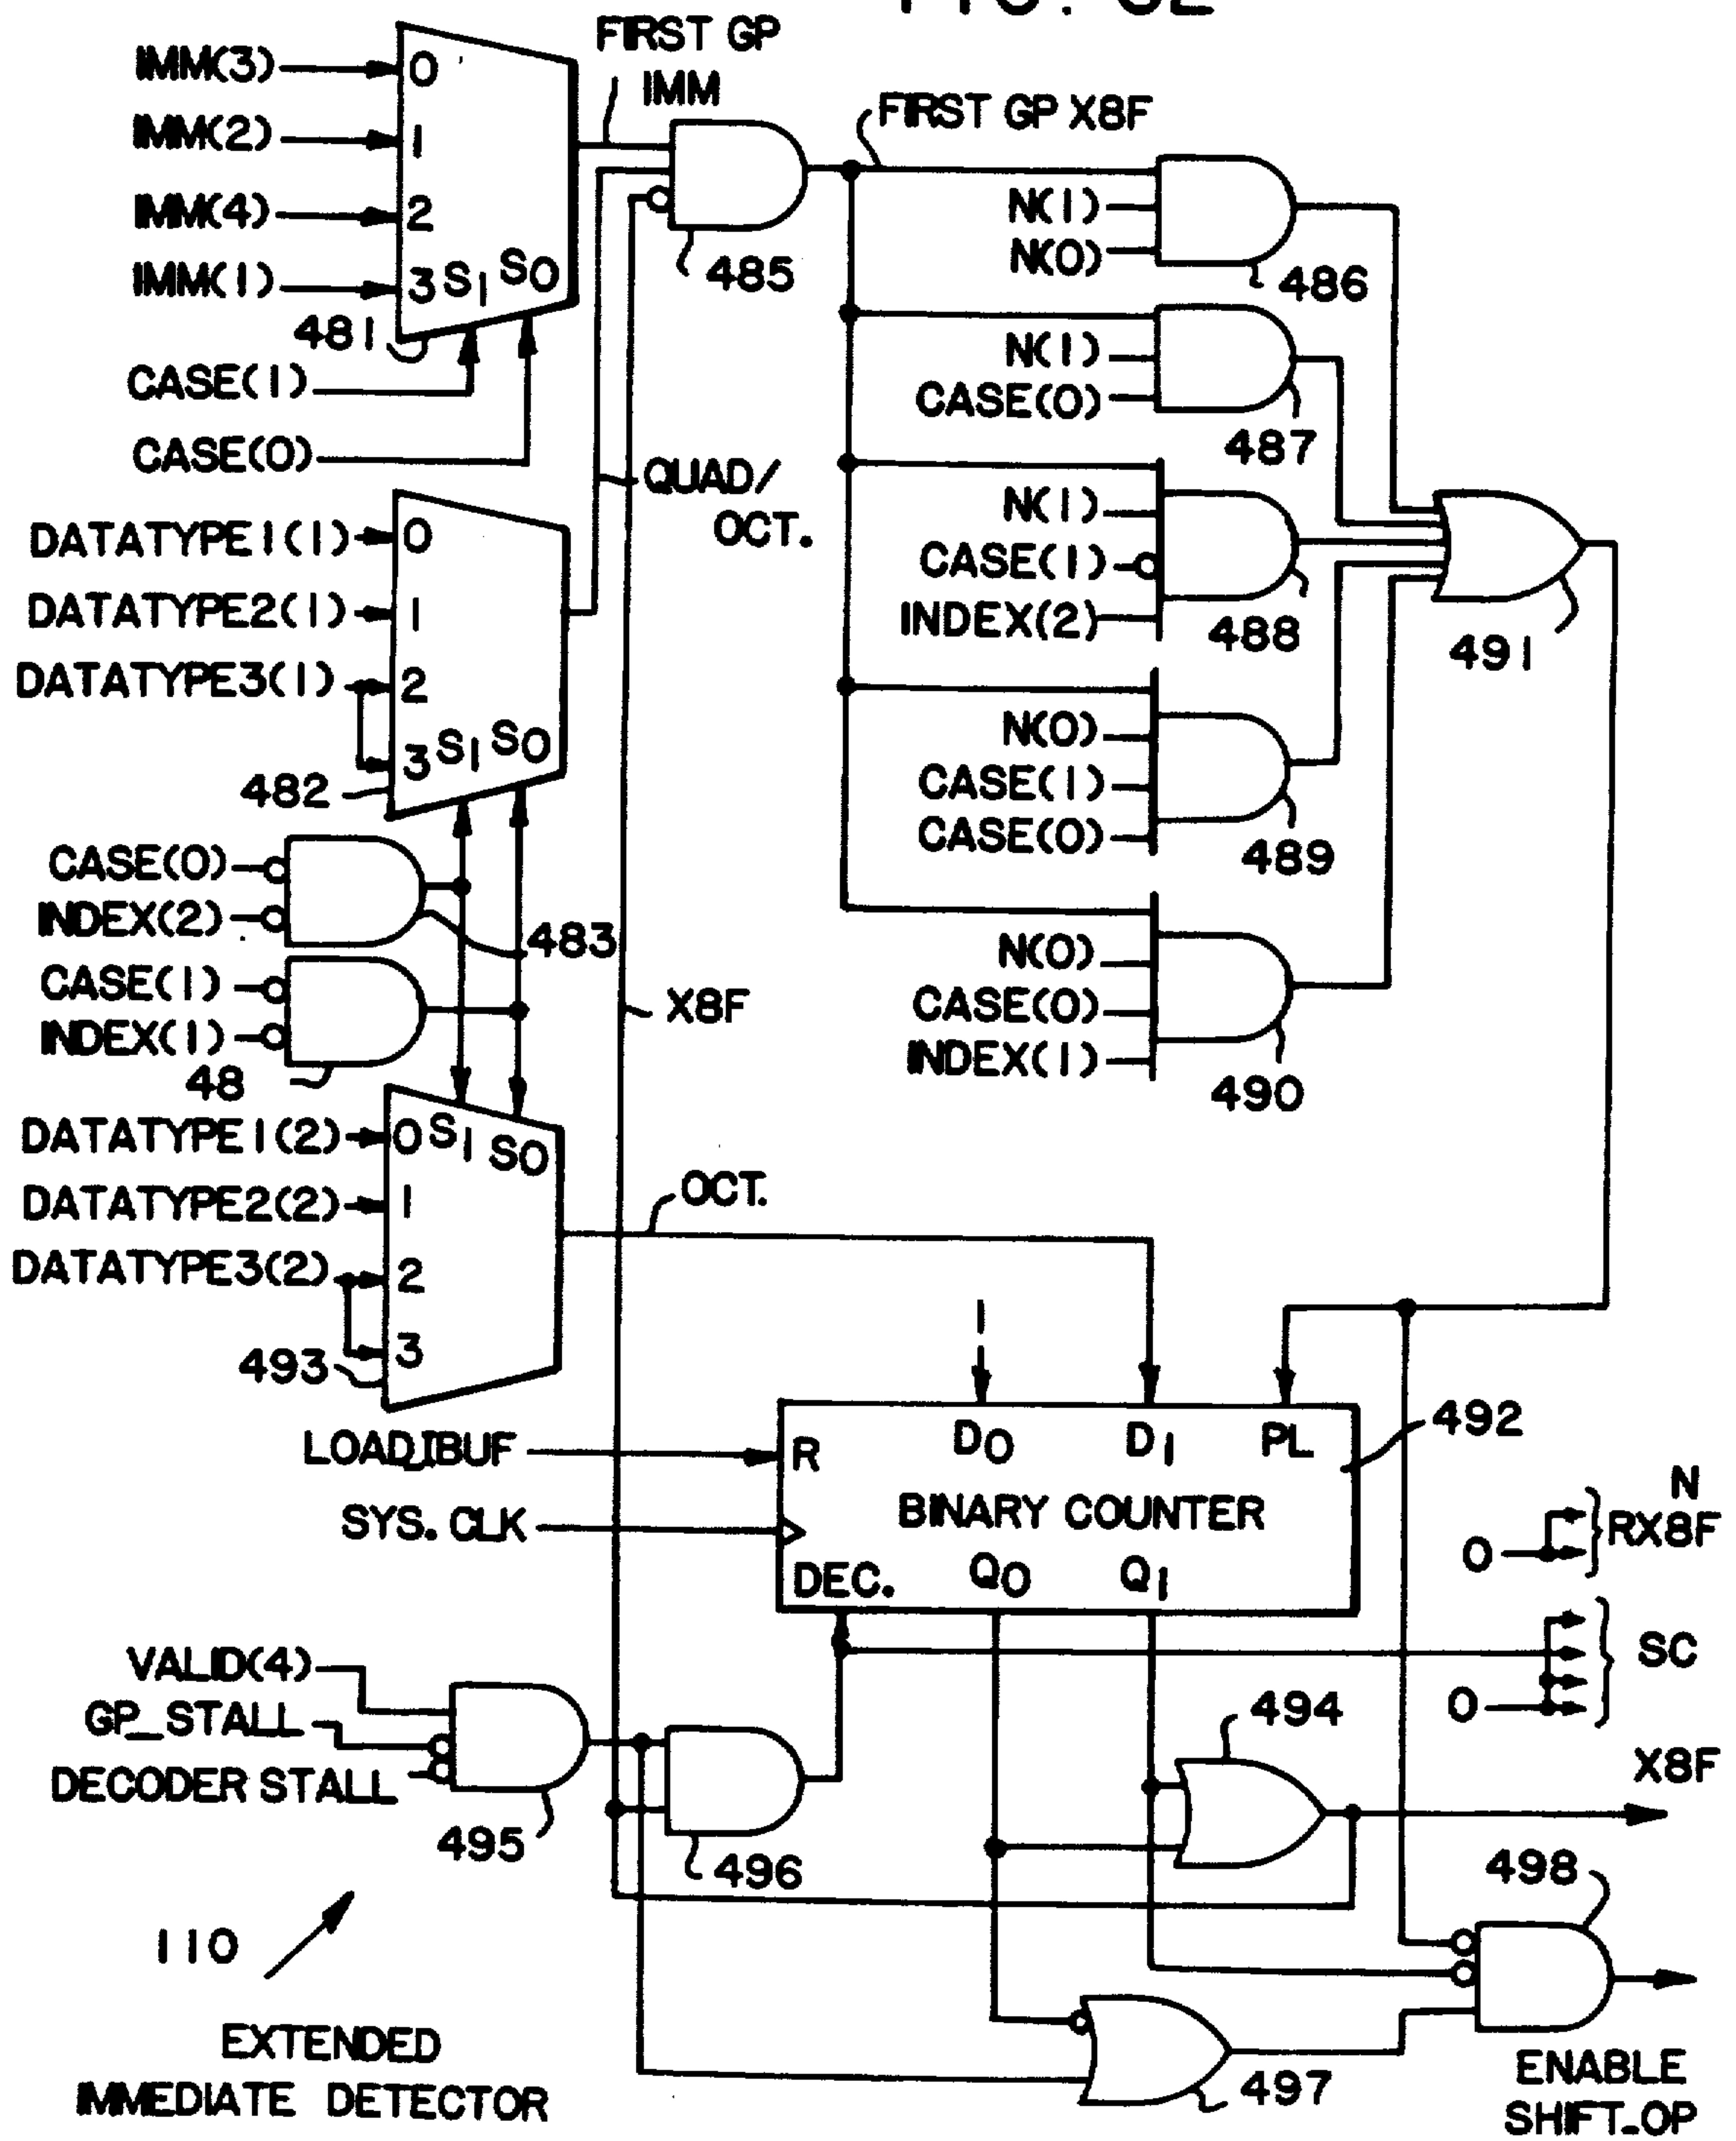 FIRST GP
IMM
IMM(3)
IMM(2)
IMM(4)
IMM(1)
0
1
2
3 S1 S0
481
CASE(1)
CASE(0)
485
FIRST GP X8F
N(1)
N(0)
486
N(1)
CASE(0)
487
N(1)
CASE(1)
INDEX(2)
488
N(0)
CASE(1)
CASE(0)
489
N(0)
CASE(0)
INDEX(1)
490
491
QUAD/
OCT.
DATATYPE1(1)
DATATYPE2(1)
DATATYPE3(1)
0
1
2
3 S1 S0
482
CASE(0)
INDEX(2)
483
CASE(1)
INDEX(1)
48
X8F
DATATYPE1(2)
DATATYPE2(2)
DATATYPE3(2)
0 S1 S0
1
2
3
493
OCT.
LOAD_IBUF
SYS. CLK
R
D0 D1 PL
BINARY COUNTER
DEC. Q0 Q1
492
N
0 RX8F
0 SC
VALID(4)
GP_STALL
DECODER STALL
495
496
494
X8F
498
497
ENABLE
SHIFT_OP
110
EXTENDED
IMMEDIATE DETECTOR